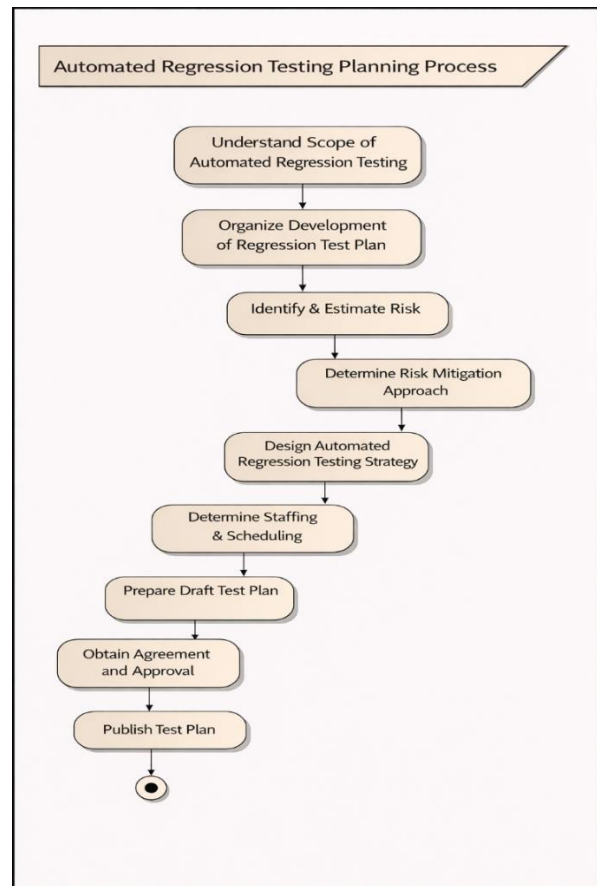 Automated Regression Testing Planning Process
Understand Scope of
Automated Regression Testing
Organize Development
of Regression Test Plan
Identify & Estimate Risk
Determine Risk Mitigation
Approach
Design Automated
Regression Testing Strategy
Determine Staffing
& Scheduling
Prepare Draft Test Plan
Obtain Agreement
and Approval
Publish Test Plan